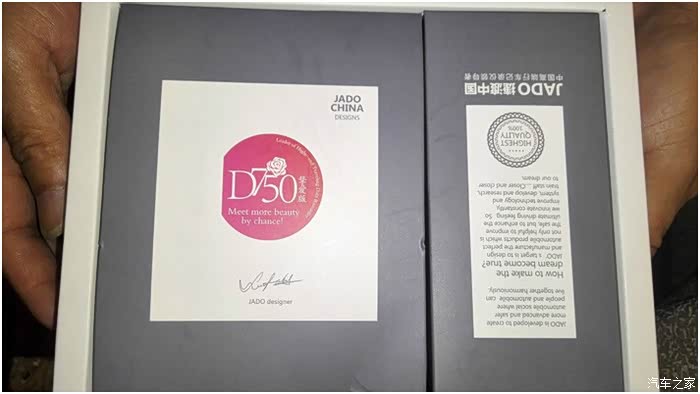 JADO
CHINA
DESIGNS
D750
挚爱版
Meet more beauty
by chance!
JADO designer
JADO 捷渡中国
中国高端行车记录仪领导者
HIGHEST
QUALITY
100%
JADO is developed to create
more advanced and safer
automobile social where
people and automobile can
live together harmoniously.
How to make the
dream become true?
JADO's target is to design
and manufacture the perfect
automobile products which is
not only helpful to improve
the safe, but to enhance the
ultimate driving feeling. So
we innovate constantly,
improve technology and
system, develop and research,
train staff......Closer and closer
to our dream.
汽车之家